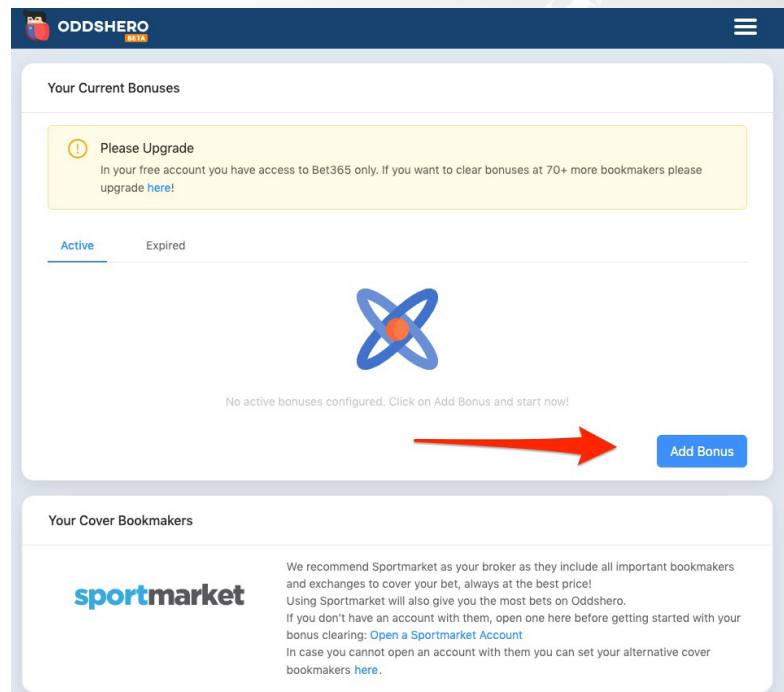 ODDSHERO
BETA
Your Current Bonuses
Please Upgrade
In your free account you have access to Bet365 only. If you want to clear bonuses at 70+ more bookmakers please
upgrade here!
Active Expired
No active bonuses configured. Click on Add Bonus and start now!
Add Bonus
Your Cover Bookmakers
sportmarket
We recommend Sportmarket as your broker as they include all important bookmakers
and exchanges to cover your bet, always at the best price!
Using Sportmarket will also give you the most bets on Oddshero.
If you don't have an account with them, open one here before getting started with your
bonus clearing: Open a Sportmarket Account
In case you cannot open an account with them you can set your alternative cover
bookmakers here.